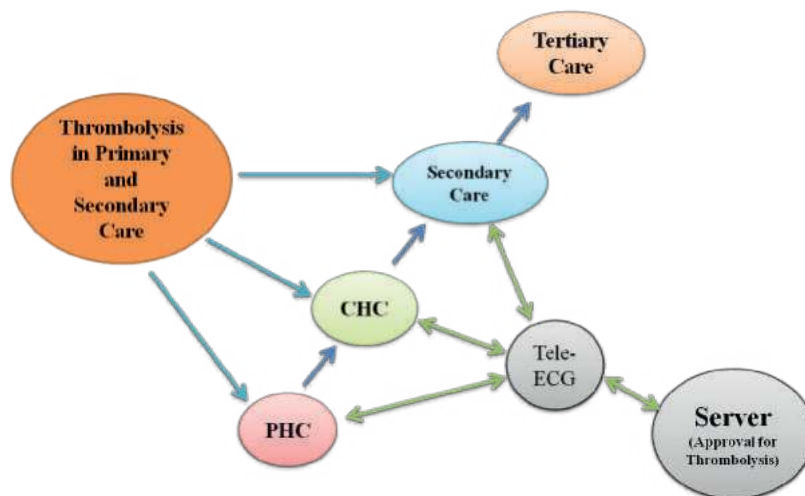 Tertiary
Care
Thrombolysis
in Primary
and
Secondary
Care
Secondary
Care
CHC
Tele-
ECG
PHC
Server
(Approval for
Thrombolysis)